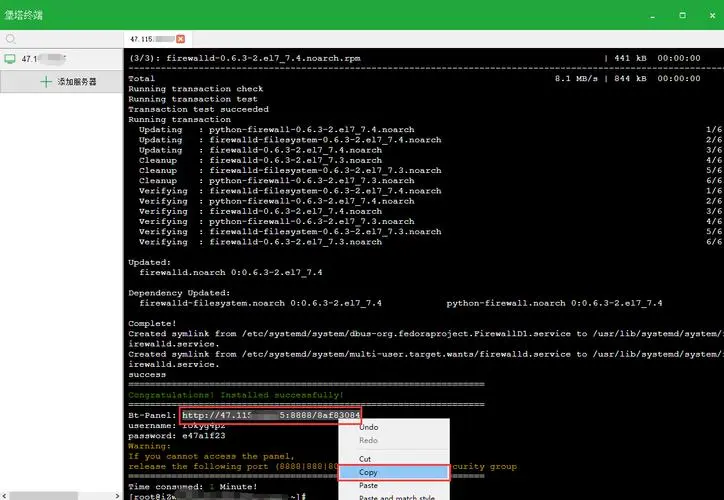 堡塔终端
47.115.
47.1
添加服务器
(3/3): firewalld-0.6.3-2.el7_7.4.noarch.rpm | 441 kB 00:00:00
Total 8.1 MB/s | 844 kB 00:00:00
Running transaction check
Running transaction test
Transaction test succeeded
Running transaction
Updating : python-firewall-0.6.3-2.el7_7.4.noarch 1/6
Updating : firewalld-filesystem-0.6.3-2.el7_7.4.noarch 2/6
Updating : firewalld-0.6.3-2.el7_7.4.noarch 3/6
Cleanup : firewalld-0.6.3-2.el7_7.3.noarch 4/6
Cleanup : firewalld-filesystem-0.6.3-2.el7_7.3.noarch 5/6
Cleanup : python-firewall-0.6.3-2.el7_7.3.noarch 6/6
Verifying : firewalld-filesystem-0.6.3-2.el7_7.4.noarch 1/6
Verifying : python-firewall-0.6.3-2.el7_7.4.noarch 2/6
Verifying : firewalld-0.6.3-2.el7_7.4.noarch 3/6
Verifying : python-firewall-0.6.3-2.el7_7.3.noarch 4/6
Verifying : firewalld-filesystem-0.6.3-2.el7_7.3.noarch 5/6
Verifying : firewalld-0.6.3-2.el7_7.3.noarch 6/6
Updated:
firewalld.noarch 0:0.6.3-2.el7_7.4
Dependency Updated:
firewalld-filesystem.noarch 0:0.6.3-2.el7_7.4 python-firewall.noarch 0:0.6.3-2.el7_7.4
Complete!
Created symlink from /etc/systemd/system/dbus-org.fedoraproject.FirewallD1.service to /usr/lib/systemd/system/
irewalld.service.
Created symlink from /etc/systemd/system/multi-user.target.wants/firewalld.service to /usr/lib/systemd/system/
irewalld.service.
success
==================================================================
Congratulations! Installed successfully!
==================================================================
Bt-Panel: http://47.115 5:8888/8af83084
username: rokyg4pz
password: e47a1f23
Warning:
If you cannot access the panel,
release the following port (8888|888|80 curity group
==================================================================
Time consumed: 1 Minute!
[root@iZw ~]#
Undo
Redo
Cut
Copy
Paste
Paste and match style